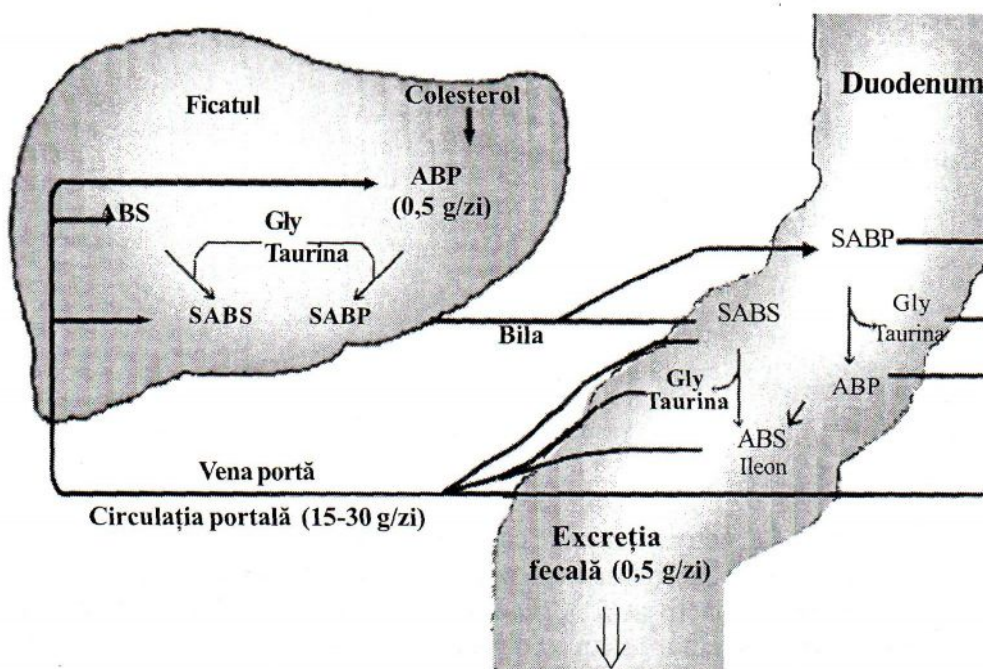 Ficatul
Colesterol
ABP
(0,5 g/zi)
ABS
Gly
Taurina
SABS
SABP
Bila
Vena portă
Circulația portală (15-30 g/zi)
Duodenum
SABP
Gly
Taurina
SABS
Gly
Taurina
ABP
ABS
Ileon
Excreția
fecală (0,5 g/zi)